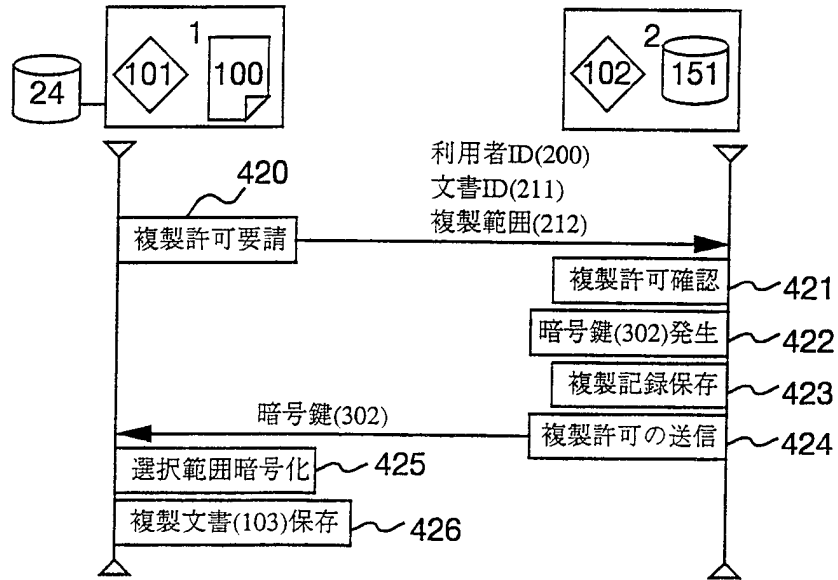 1
24
101
100
2
102
151
利用者ID(200)
文書ID(211)
複製範囲(212)
420
複製許可要請
複製許可確認
421
暗号鍵(302)発生
422
複製記録保存
423
暗号鍵(302)
複製許可の送信
424
選択範囲暗号化
425
複製文書(103)保存
426